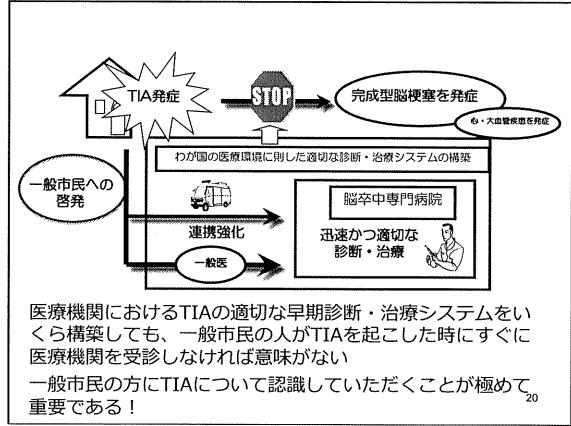 TIA発症
STOP
完成型脳梗塞を発症
心・大血管疾患を発症
わが国の医療環境に則した適切な診断・治療システムの構築
一般市民への
啓発
連携強化
一般医
脳卒中専門病院
迅速かつ適切な
診断・治療
医療機関におけるTIAの適切な早期診断・治療システムをい
くら構築しても、一般市民の人がTIAを起こした時にすぐに
医療機関を受診しなければ意味がない
一般市民の方にTIAについて認識していただくことが極めて
重要である！
20